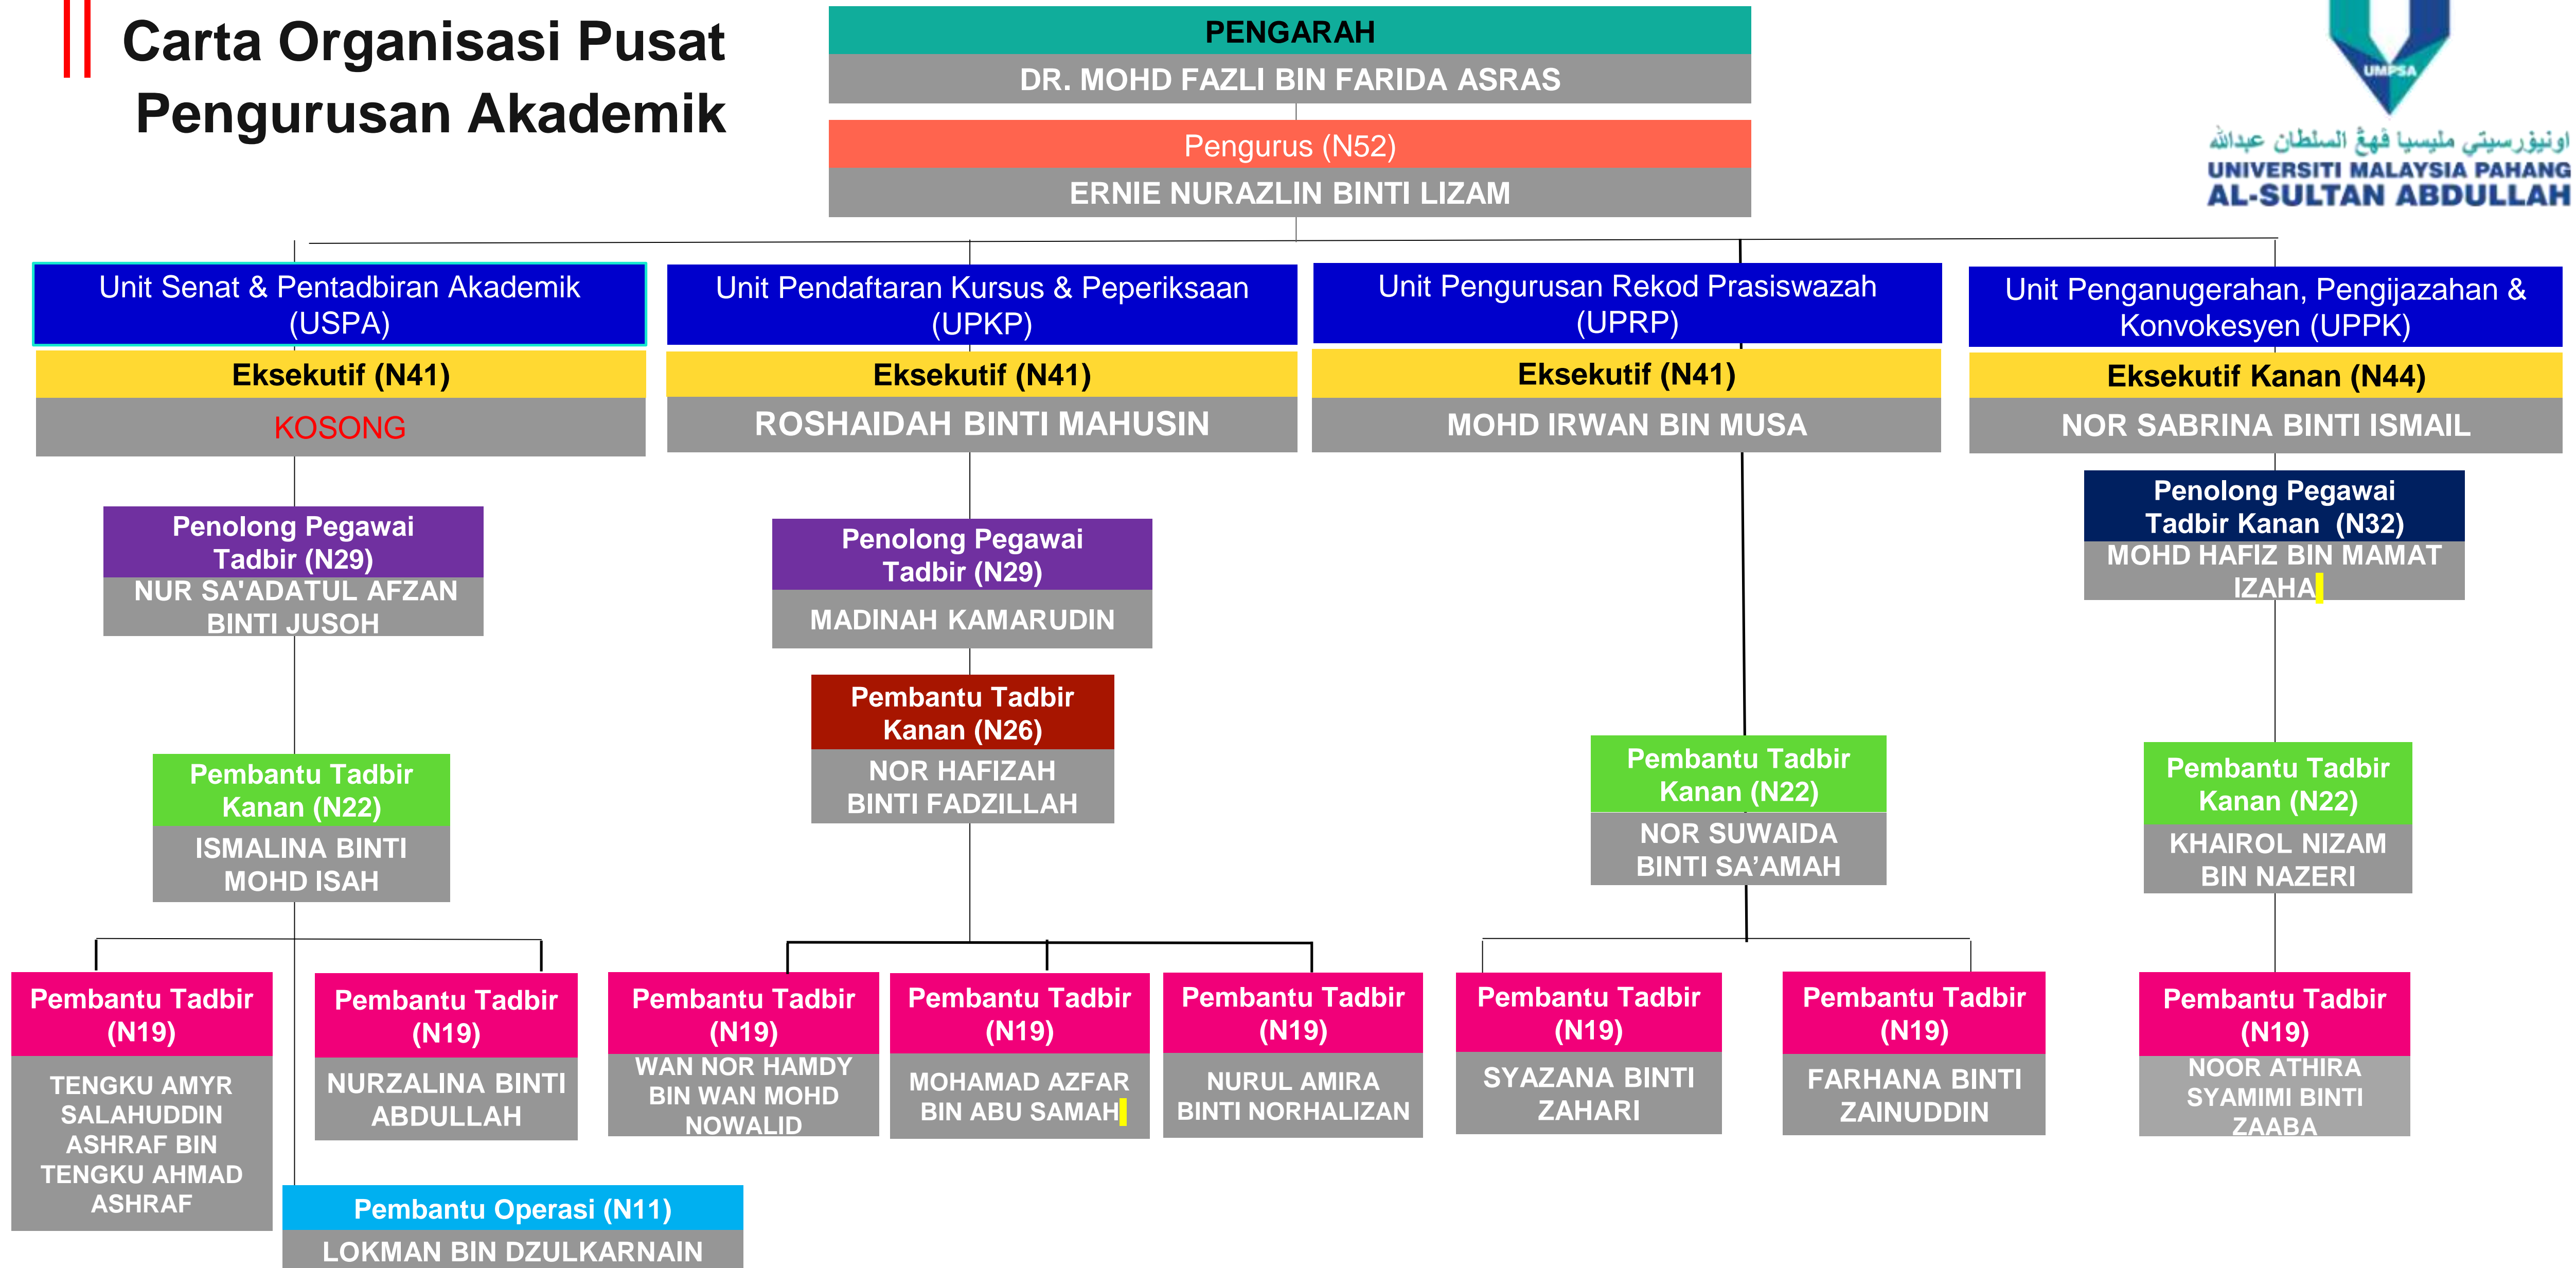 Carta Organisasi Pusat
Pengurusan Akademik
PENGARAH
DR. MOHD FAZLI BIN FARIDA ASRAS
Pengurus (N52)
ERNIE NURAZLIN BINTI LIZAM
UMPSA
اونيۏرسيتي مليسيا ڤهڠ السلطان عبدالله
UNIVERSITI MALAYSIA PAHANG
AL-SULTAN ABDULLAH
Unit Senat & Pentadbiran Akademik
(USPA)
Eksekutif (N41)
KOSONG
Penolong Pegawai
Tadbir (N29)
NUR SA'ADATUL AFZAN
BINTI JUSOH
Pembantu Tadbir
Kanan (N22)
ISMALINA BINTI
MOHD ISAH
Pembantu Tadbir
(N19)
TENGKU AMYR
SALAHUDDIN
ASHRAF BIN
TENGKU AHMAD
ASHRAF
Pembantu Tadbir
(N19)
NURZALINA BINTI
ABDULLAH
Pembantu Operasi (N11)
LOKMAN BIN DZULKARNAIN
Unit Pendaftaran Kursus & Peperiksaan
(UPKP)
Eksekutif (N41)
ROSHAIDAH BINTI MAHUSIN
Penolong Pegawai
Tadbir (N29)
MADINAH KAMARUDIN
Pembantu Tadbir
Kanan (N26)
NOR HAFIZAH
BINTI FADZILLAH
Pembantu Tadbir
(N19)
WAN NOR HAMDY
BIN WAN MOHD
NOWALID
Pembantu Tadbir
(N19)
MOHAMAD AZFAR
BIN ABU SAMAH
Pembantu Tadbir
(N19)
NURUL AMIRA
BINTI NORHALIZAN
Unit Pengurusan Rekod Prasiswazah
(UPRP)
Eksekutif (N41)
MOHD IRWAN BIN MUSA
Pembantu Tadbir
Kanan (N22)
NOR SUWAIDA
BINTI SA’AMAH
Pembantu Tadbir
(N19)
SYAZANA BINTI
ZAHARI
Pembantu Tadbir
(N19)
FARHANA BINTI
ZAINUDDIN
Unit Penganugerahan, Pengijazahan &
Konvokesyen (UPPK)
Eksekutif Kanan (N44)
NOR SABRINA BINTI ISMAIL
Penolong Pegawai
Tadbir Kanan (N32)
MOHD HAFIZ BIN MAMAT
IZAHA
Pembantu Tadbir
Kanan (N22)
KHAIROL NIZAM
BIN NAZERI
Pembantu Tadbir
(N19)
NOOR ATHIRA
SYAMIMI BINTI
ZAABA